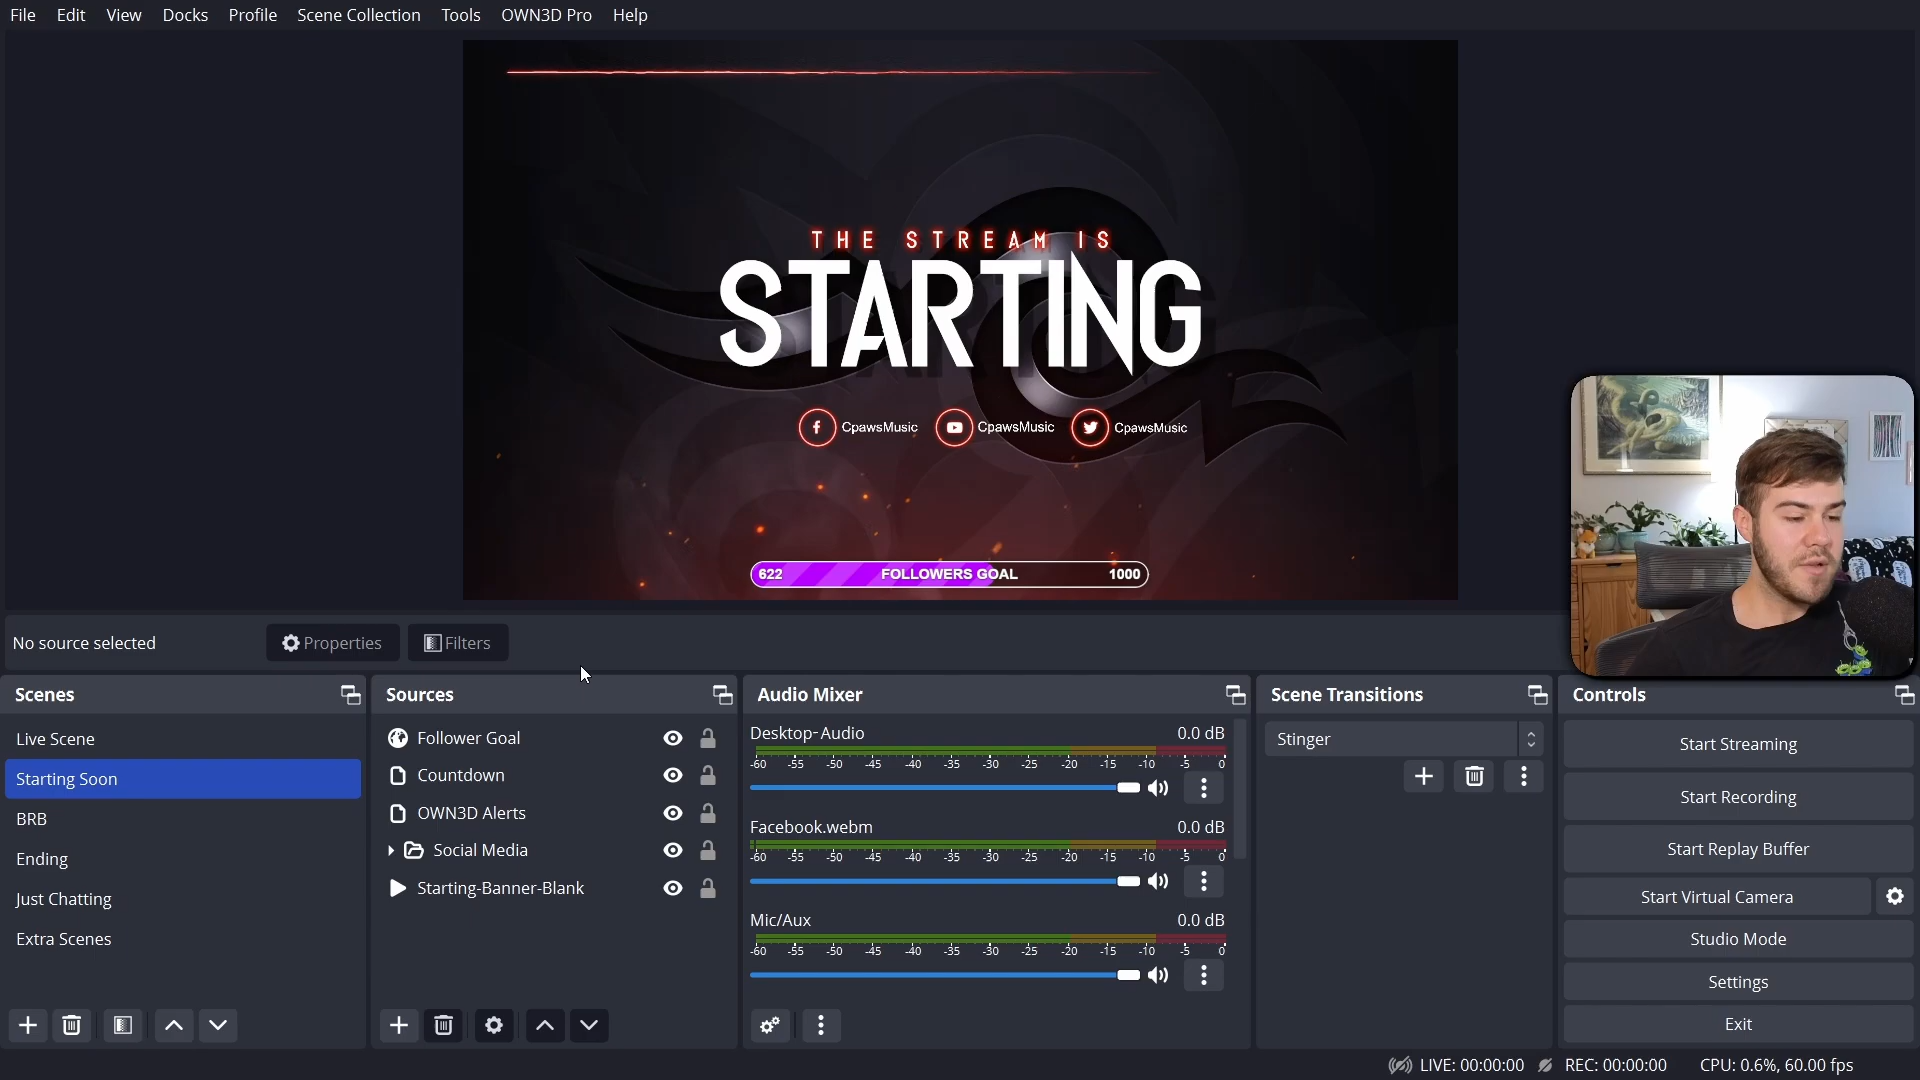 File Edit View Docks Profile Scene Collection Tools OWN3D Pro Help
THE STREAM IS
STARTING
CpawsMusic CpawsMusic CpawsMusic
622 FOLLOWERS GOAL 1000
No source selected Properties Filters
Scenes
Live Scene
Starting Soon
BRB
Ending
Just Chatting
Extra Scenes
Sources
Follower Goal
Countdown
OWN3D Alerts
Social Media
Starting-Banner-Blank
Audio Mixer
Desktop-Audio 0.0 dB
-60 -55 -50 -45 -40 -35 -30 -25 -20 -15 -10 -5 0
Facebook.webm 0.0 dB
-60 -55 -50 -45 -40 -35 -30 -25 -20 -15 -10 -5 0
Mic/Aux 0.0 dB
-60 -55 -50 -45 -40 -35 -30 -25 -20 -15 -10 -5 0
Scene Transitions
Stinger
Controls
Start Streaming
Start Recording
Start Replay Buffer
Start Virtual Camera
Studio Mode
Settings
Exit
LIVE: 00:00:00 REC: 00:00:00 CPU: 0.6%, 60.00 fps